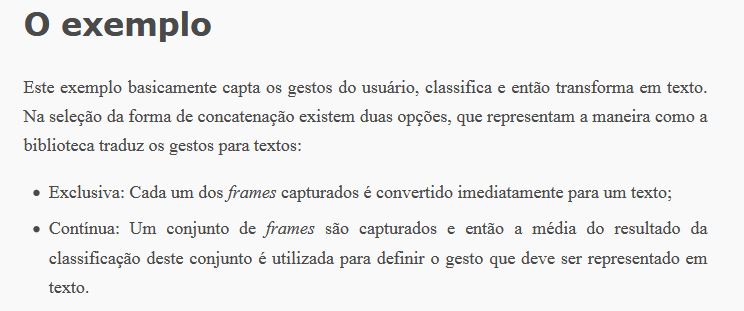 O exemplo
Este exemplo basicamente capta os gestos do usuário, classifica e então transforma em texto.
Na seleção da forma de concatenação existem duas opções, que representam a maneira como a
biblioteca traduz os gestos para textos:
• Exclusiva: Cada um dos frames capturados é convertido imediatamente para um texto;
• Contínua: Um conjunto de frames são capturados e então a média do resultado da
classificação deste conjunto é utilizada para definir o gesto que deve ser representado em
texto.